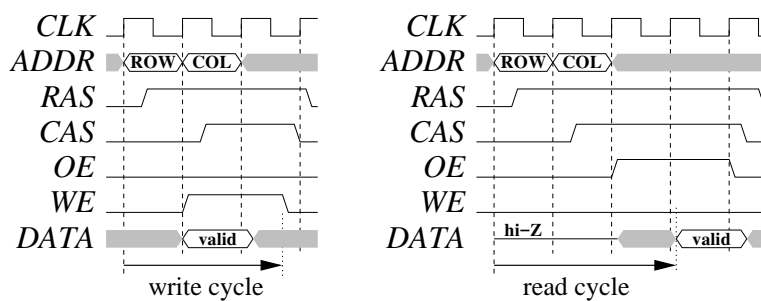 CLK
ADDR ROW COL
RAS
CAS
OE
WE
DATA valid
write cycle
CLK
ADDR ROW COL
RAS
CAS
OE
WE
DATA hi-Z valid
read cycle